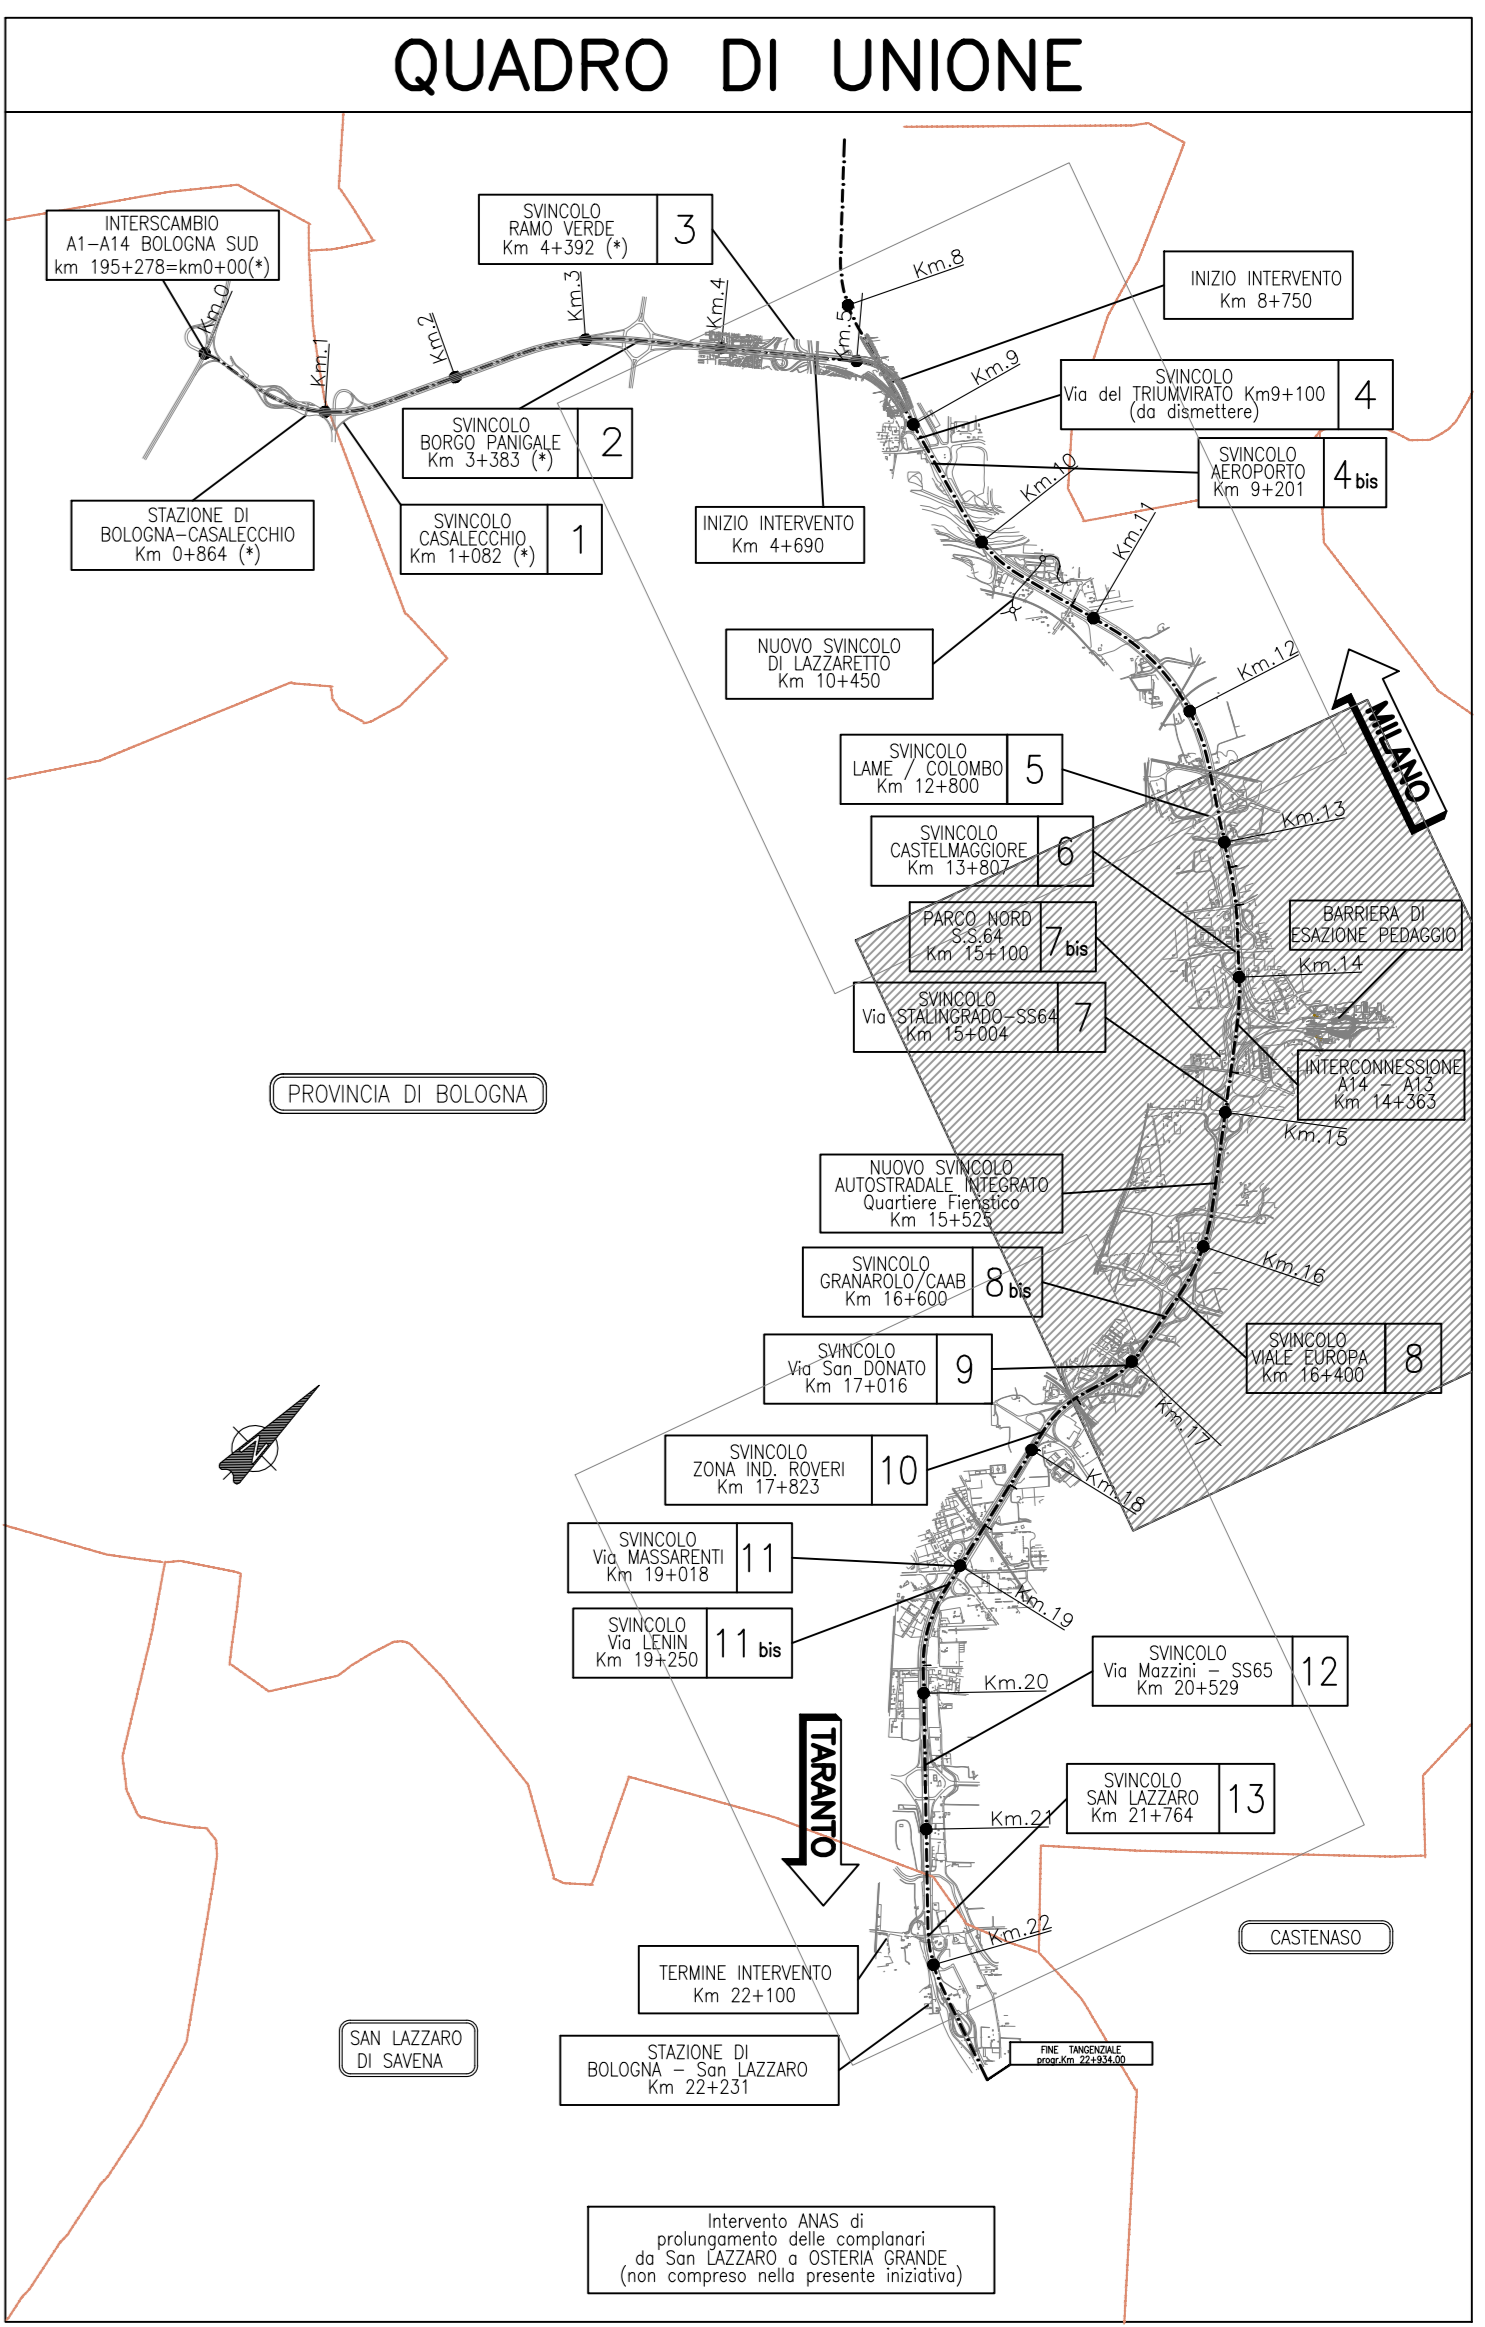 QUADRO DI UNIONE
INTERSCAMBIO
A1-A14 BOLOGNA SUD
km 195+278=km0+00(*)
SVINCOLO
RAMO VERDE
Km 4+392 (*)
3
INIZIO INTERVENTO
Km 8+750
Km.0
Km.1
Km.2
Km.3
Km.4
Km.5
Km.8
Km.9
SVINCOLO
Via del TRIUMVIRATO Km9+100
(da dismettere)
4
SVINCOLO
BORGO PANIGALE
Km 3+383 (*)
2
SVINCOLO
AEROPORTO
Km 9+201
4 bis
Km.10
STAZIONE DI
BOLOGNA-CASALECCHIO
Km 0+864 (*)
SVINCOLO
CASALECCHIO
Km 1+082 (*)
1
INIZIO INTERVENTO
Km 4+690
Km.11
NUOVO SVINCOLO
DI LAZZARETTO
Km 10+450
Km.12
MILANO
SVINCOLO
LAME / COLOMBO
Km 12+800
5
Km.13
SVINCOLO
CASTELMAGGIORE
Km 13+807
6
PARCO NORD
S.S.64
Km 15+100
7 bis
BARRIERA DI
ESAZIONE PEDAGGIO
Km.14
SVINCOLO
Via STALINGRADO-SS64
Km 15+004
7
INTERCONNESSIONE
A14 - A13
Km 14+363
Km.15
PROVINCIA DI BOLOGNA
NUOVO SVINCOLO
AUTOSTRADALE INTEGRATO
Quartiere Fieristico
Km 15+525
Km.16
SVINCOLO
GRANAROLO/CAAB
Km 16+600
8 bis
SVINCOLO
VIALE EUROPA
Km 16+400
8
SVINCOLO
Via San DONATO
Km 17+016
9
Km.17
N
SVINCOLO
ZONA IND. ROVERI
Km 17+823
10
Km.18
SVINCOLO
Via MASSARENTI
Km 19+018
11
Km.19
SVINCOLO
Via LENIN
Km 19+250
11 bis
SVINCOLO
Via Mazzini - SS65
Km 20+529
12
Km.20
TARANTO
SVINCOLO
SAN LAZZARO
Km 21+764
13
Km.21
Km.22
CASTENASO
TERMINE INTERVENTO
Km 22+100
SAN LAZZARO
DI SAVENA
STAZIONE DI
BOLOGNA - San LAZZARO
Km 22+231
FINE TANGENZIALE
progr.Km 22+934.00
Intervento ANAS di
prolungamento delle complanari
da San LAZZARO a OSTERIA GRANDE
(non compreso nella presente iniziativa)